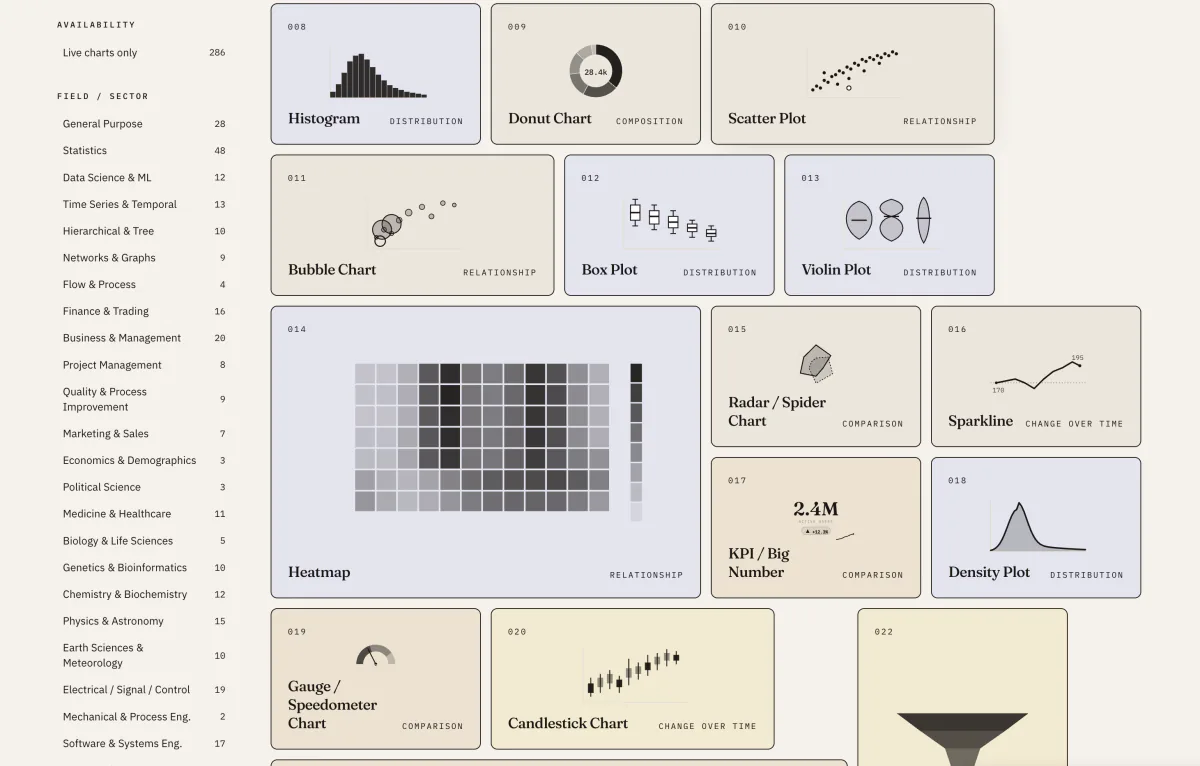 AVAILABILITY
Live charts only 286
FIELD / SECTOR
General Purpose 28
Statistics 48
Data Science & ML 12
Time Series & Temporal 13
Hierarchical & Tree 10
Networks & Graphs 9
Flow & Process 4
Finance & Trading 16
Business & Management 20
Project Management 8
Quality & Process
Improvement 9
Marketing & Sales 7
Economics & Demographics 3
Political Science 3
Medicine & Healthcare 11
Biology & Life Sciences 5
Genetics & Bioinformatics 10
Chemistry & Biochemistry 12
Physics & Astronomy 15
Earth Sciences &
Meteorology 10
Electrical / Signal / Control 19
Mechanical & Process Eng. 2
Software & Systems Eng. 17
008
Histogram DISTRIBUTION
009
28.4k
Donut Chart COMPOSITION
010
Scatter Plot RELATIONSHIP
011
Bubble Chart RELATIONSHIP
012
Box Plot DISTRIBUTION
013
Violin Plot DISTRIBUTION
014
Heatmap RELATIONSHIP
015
Radar / Spider
Chart COMPARISON
016
195
178
Sparkline CHANGE OVER TIME
017
2.4M
▲ +12.3%
KPI / Big
Number COMPARISON
018
Density Plot DISTRIBUTION
019
Gauge /
Speedometer
Chart COMPARISON
020
Candlestick Chart CHANGE OVER TIME
022